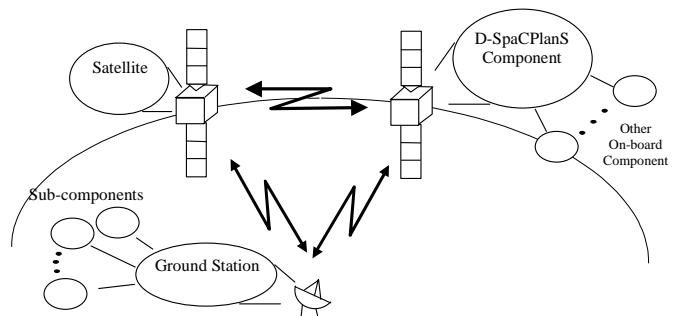 D-SpaCPlanS
Component
Satellite
Other
On-board
Component
Sub-components
Ground Station